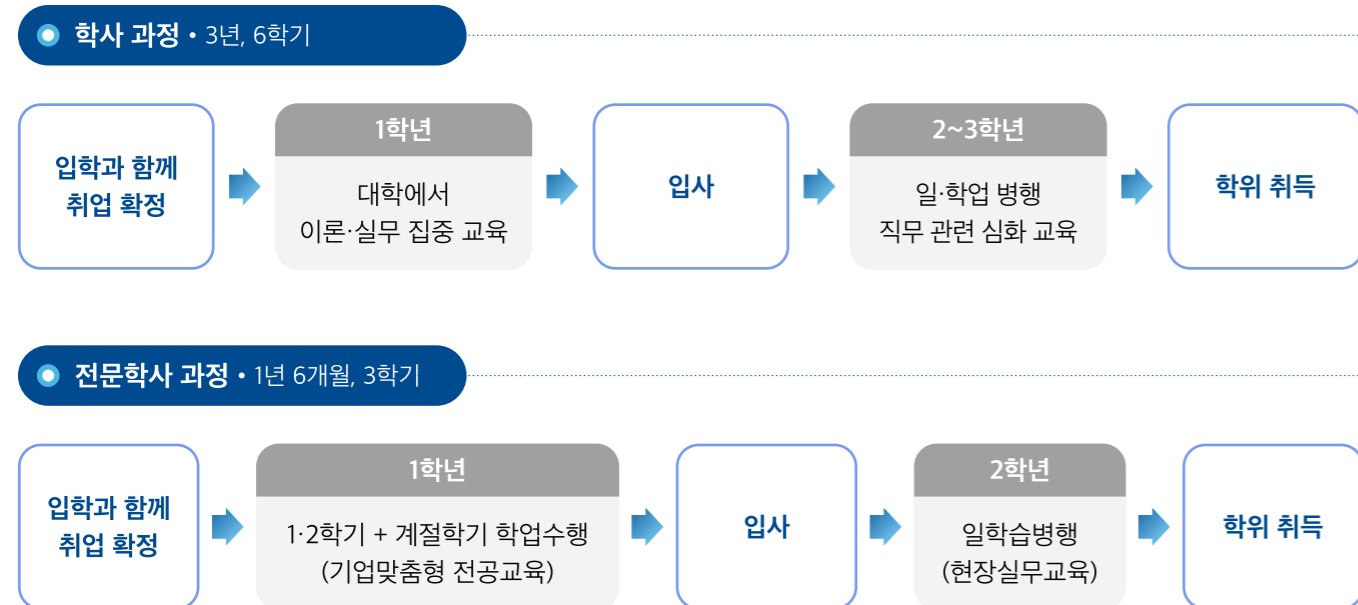 학사 과정 • 3년, 6학기
입학과 함께
취업 확정
1학년
대학에서
이론·실무 집중 교육
입사
2~3학년
일·학업 병행
직무 관련 심화 교육
학위 취득
전문학사 과정 • 1년 6개월, 3학기
입학과 함께
취업 확정
1학년
1·2학기 + 계절학기 학업수행
(기업맞춤형 전공교육)
입사
2학년
일학습병행
(현장실무교육)
학위 취득